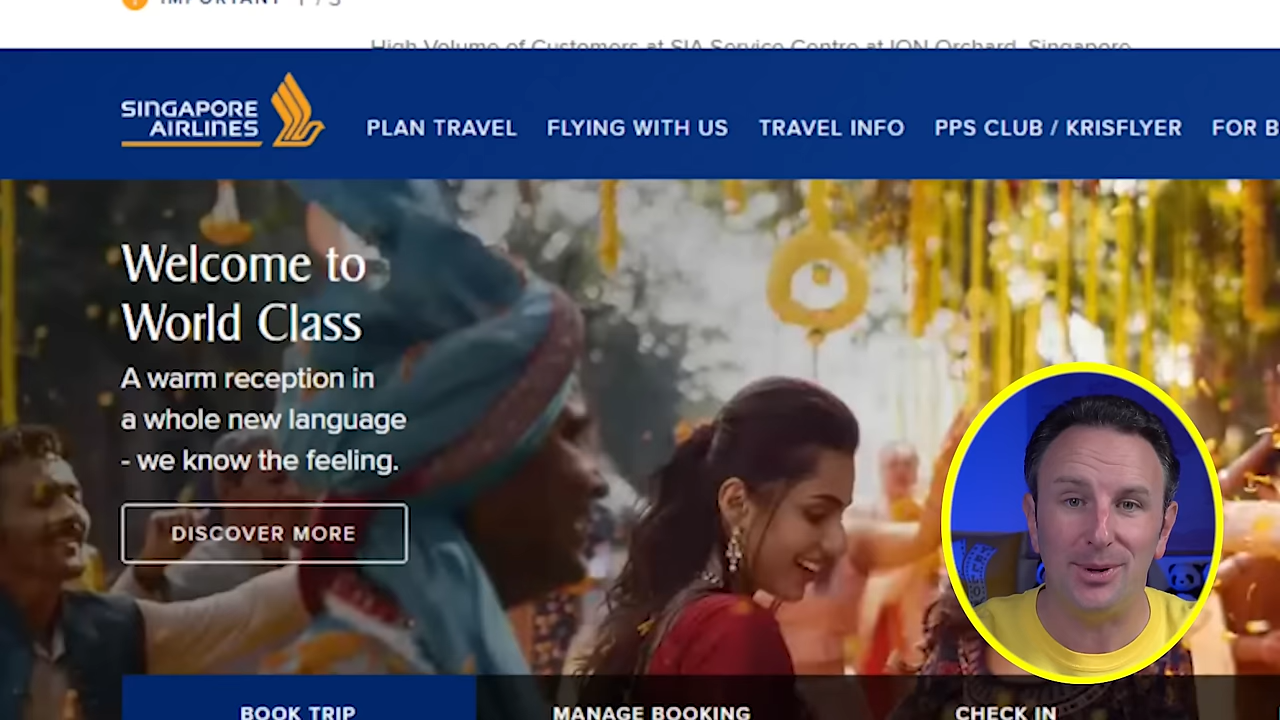 IMPORTANT 1 / 3
High Volume of Customers at SIA Service Centre at ION Orchard, Singapore
SINGAPORE
AIRLINES
PLAN TRAVEL FLYING WITH US TRAVEL INFO PPS CLUB / KRISFLYER FOR B
Welcome to
World Class
A warm reception in
a whole new language
- we know the feeling.
DISCOVER MORE
BOOK TRIP MANAGE BOOKING CHECK IN